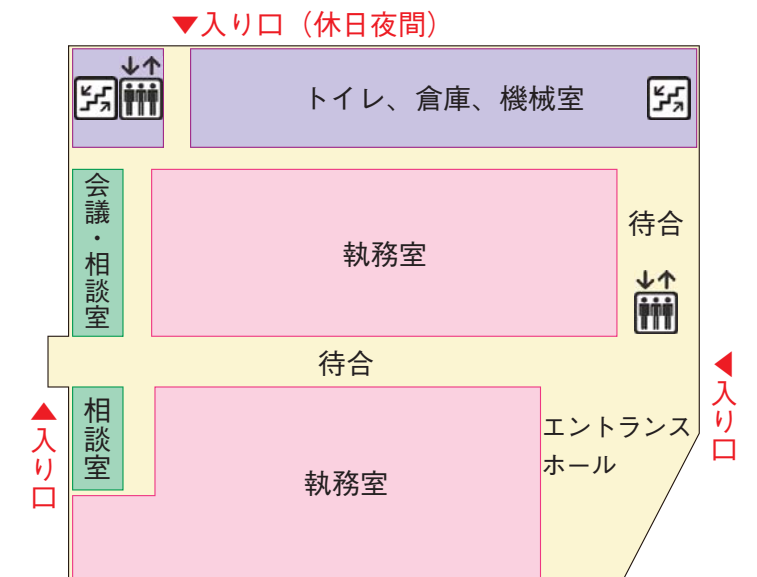 ▼入り口（休日夜間）
トイレ、倉庫、機械室
会議・相談室
執務室
待合
待合
▲入り口
相談室
執務室
エントランス
ホール
◀入り口